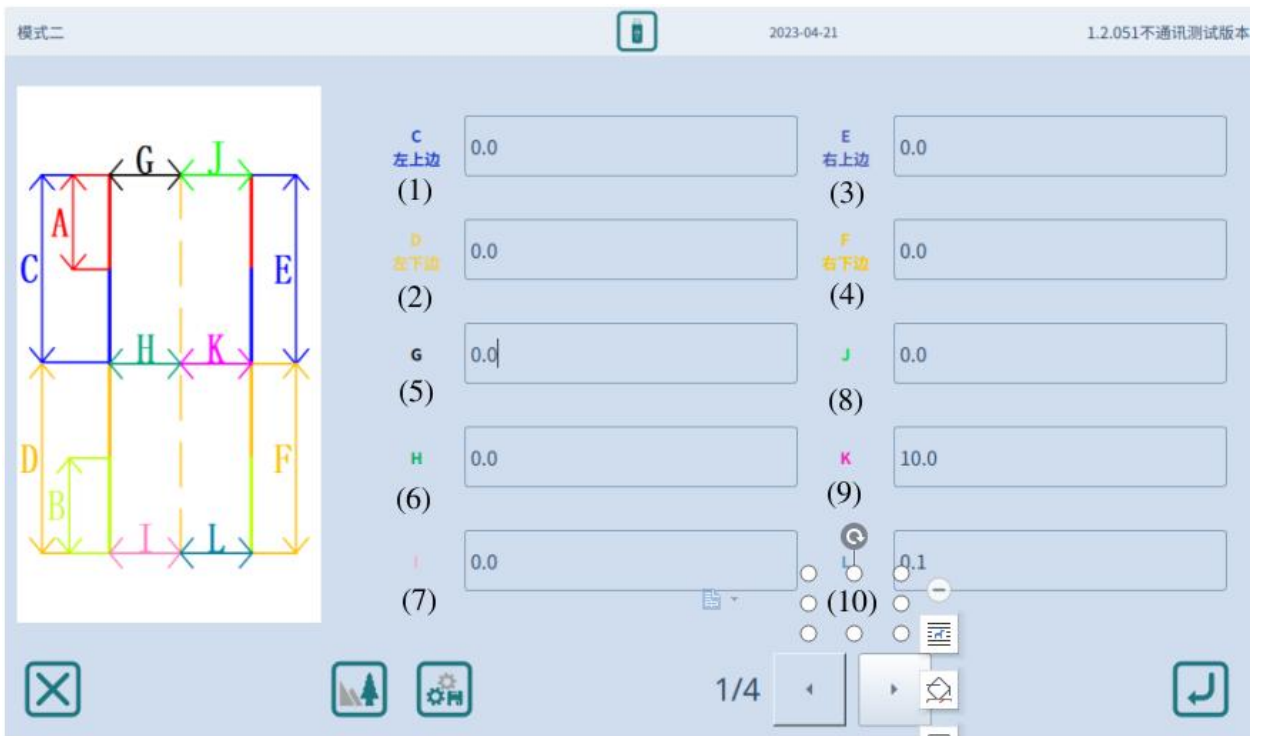 模式二
2023-04-21
1.2.051不通讯测试版本
G J
A
C E
H K
D F
B
I L
C
左上边
(1)
0.0
E
右上边
(3)
0.0
D
左下边
(2)
0.0
F
右下边
(4)
0.0
G
(5)
0.0
J
(8)
0.0
H
(6)
0.0
K
(9)
10.0
I
(7)
0.0
L
(10)
0.1
1/4